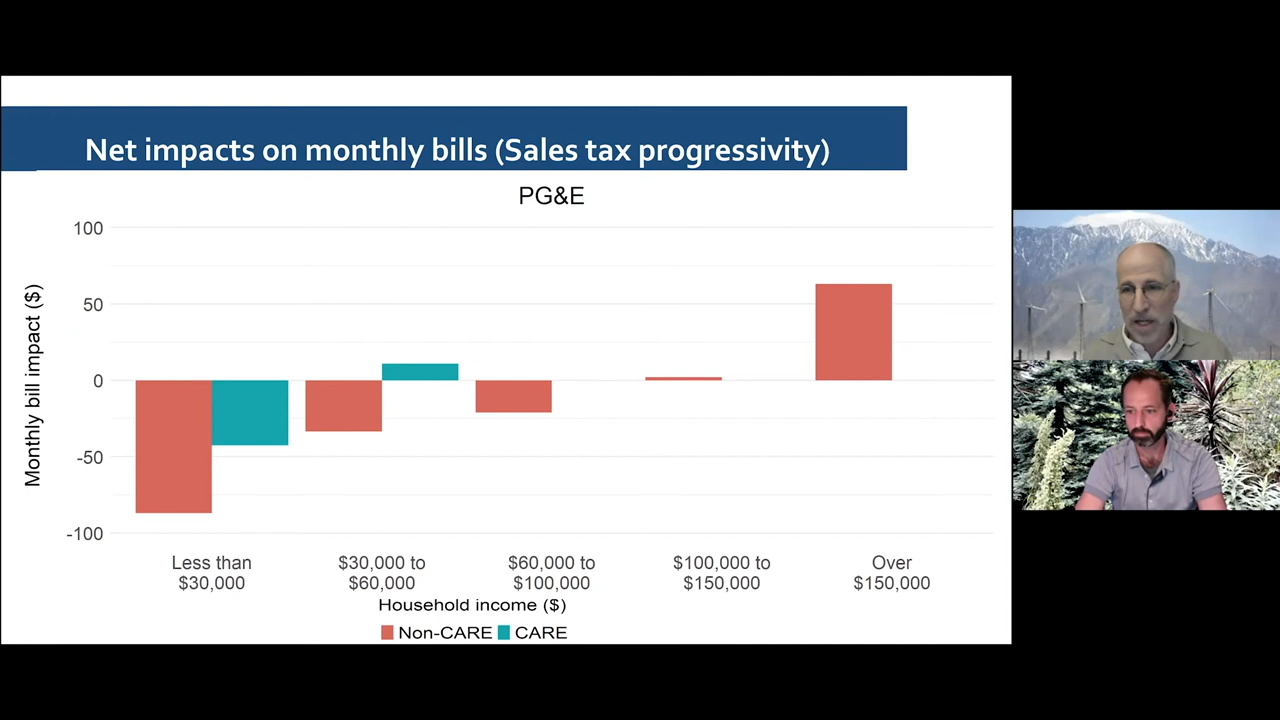 Net impacts on monthly bills (Sales tax progressivity)
PG&E
Monthly bill impact ($)
100
50
0
-50
-100
Less than
$30,000
$30,000 to
$60,000
$60,000 to
$100,000
$100,000 to
$150,000
Over
$150,000
Household income ($)
Non-CARE CARE